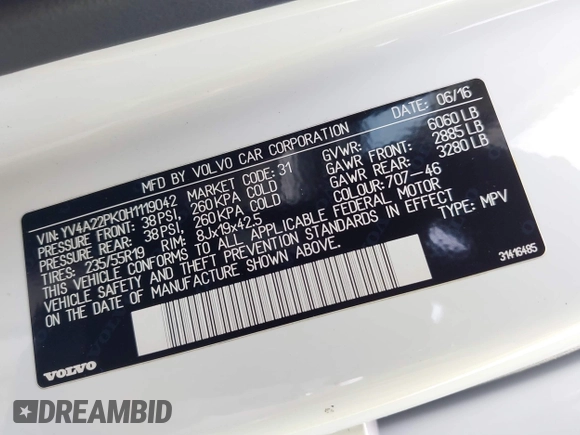 MFD BY VOLVO CAR CORPORATION DATE: 06/16
VIN: YV4A22PK0H1119042 MARKET CODE: 31 GVWR: 6060 LB
PRESSURE FRONT: 38 PSI, 260 KPA COLD GAWR FRONT: 2885 LB
PRESSURE REAR: 38 PSI, 260 KPA COLD GAWR REAR: 3280 LB
TIRES: 235/55R19 RIM: 8Jx19x42.5 COLOUR: 707-46
THIS VEHICLE CONFORMS TO ALL APPLICABLE FEDERAL MOTOR
VEHICLE SAFETY AND THEFT PREVENTION STANDARDS IN EFFECT
ON THE DATE OF MANUFACTURE SHOWN ABOVE. TYPE: MPV
31416485
VOLVO
DREAMBID